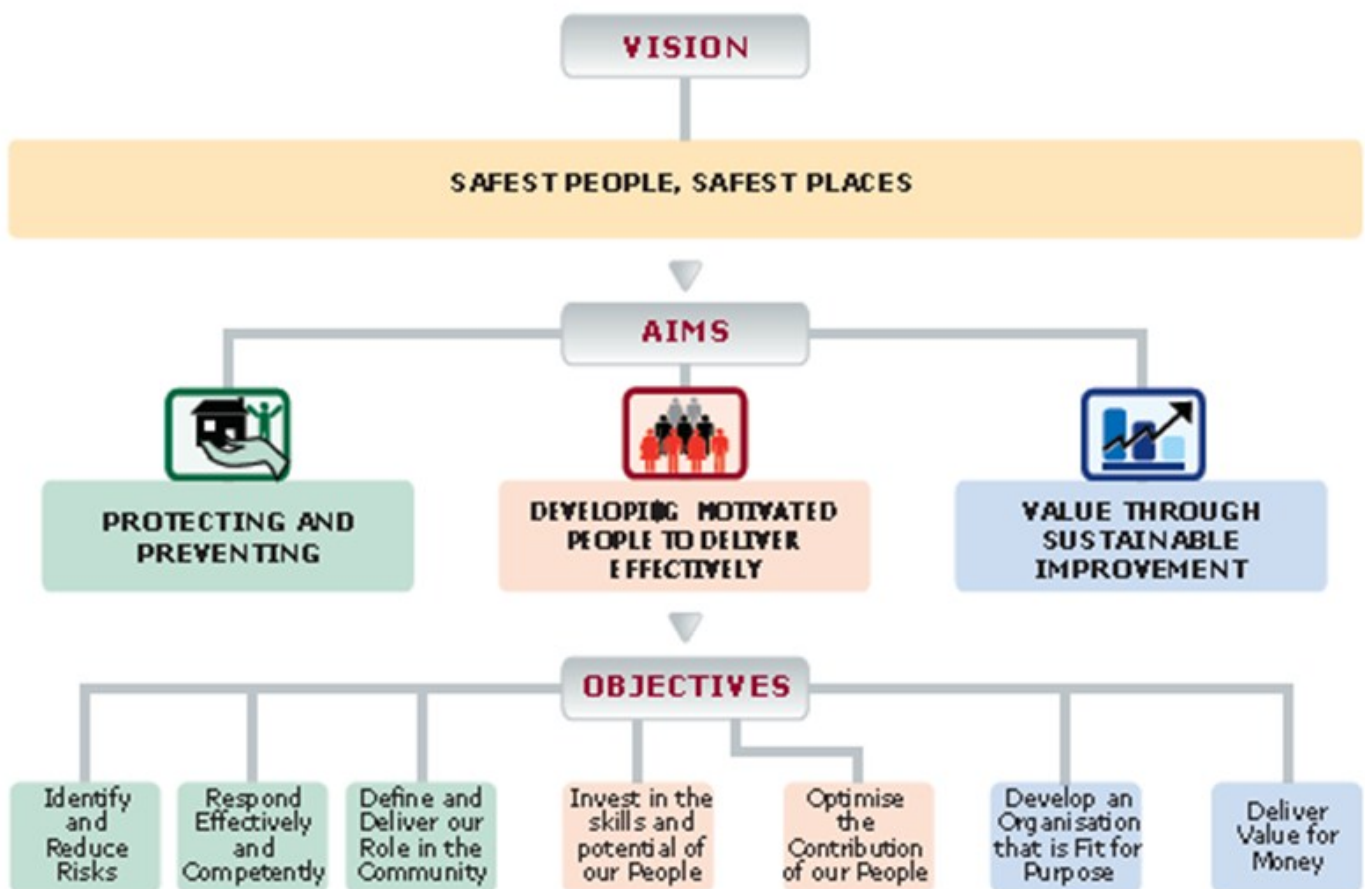 VISION
SAFEST PEOPLE, SAFEST PLACES
AIMS
PROTECTING AND
PREVENTING
DEVELOPING MOTIVATED
PEOPLE TO DELIVER
EFFECTIVELY
VALUE THROUGH
SUSTAINABLE
IMPROVEMENT
OBJECTIVES
Identify
and
Reduce
Risks
Respond
Effectively
and
Competently
Define and
Deliver our
Role in the
Community
Invest in the
skills and
potential of
our People
Optimise
the
Contribution
of our People
Develop an
Organisation
that is Fit for
Purpose
Deliver
Value for
Money